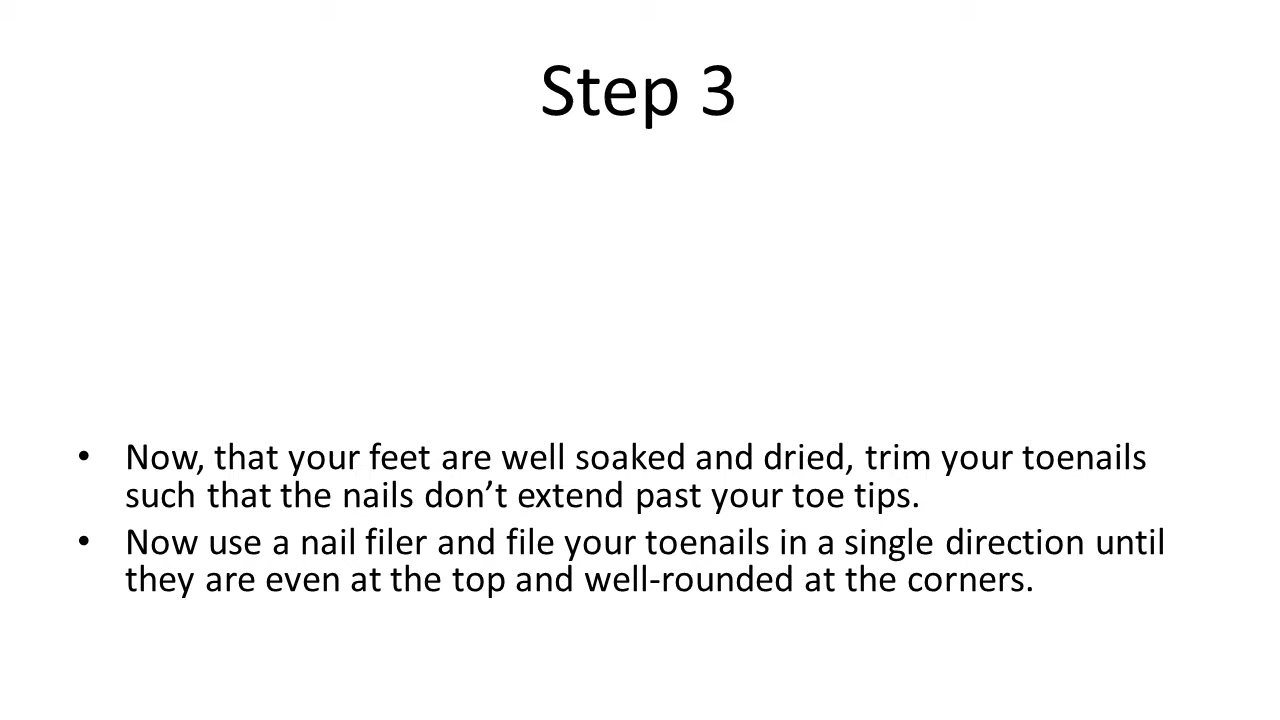 Step 3
• Now, that your feet are well soaked and dried, trim your toenails
such that the nails don’t extend past your toe tips.
• Now use a nail filer and file your toenails in a single direction until
they are even at the top and well-rounded at the corners.